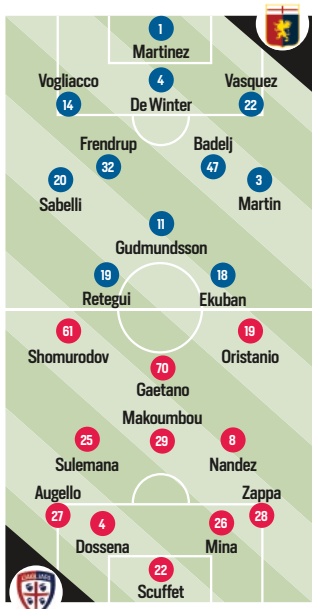 1
Martinez
Vogliacco 4 Vasquez
14 De Winter 22
Frendrup Badelj
20 32 47 3
Sabelli Martin
11
Gudmundsson
19 18
Retegui Ekuban
61 19
Shomurodov Oristanio
70
Gaetano
Makoumbou
25 29 8
Sulemana Nandez
Augello Zappa
27 4 26 28
Dossena Mina
22
Scuffet